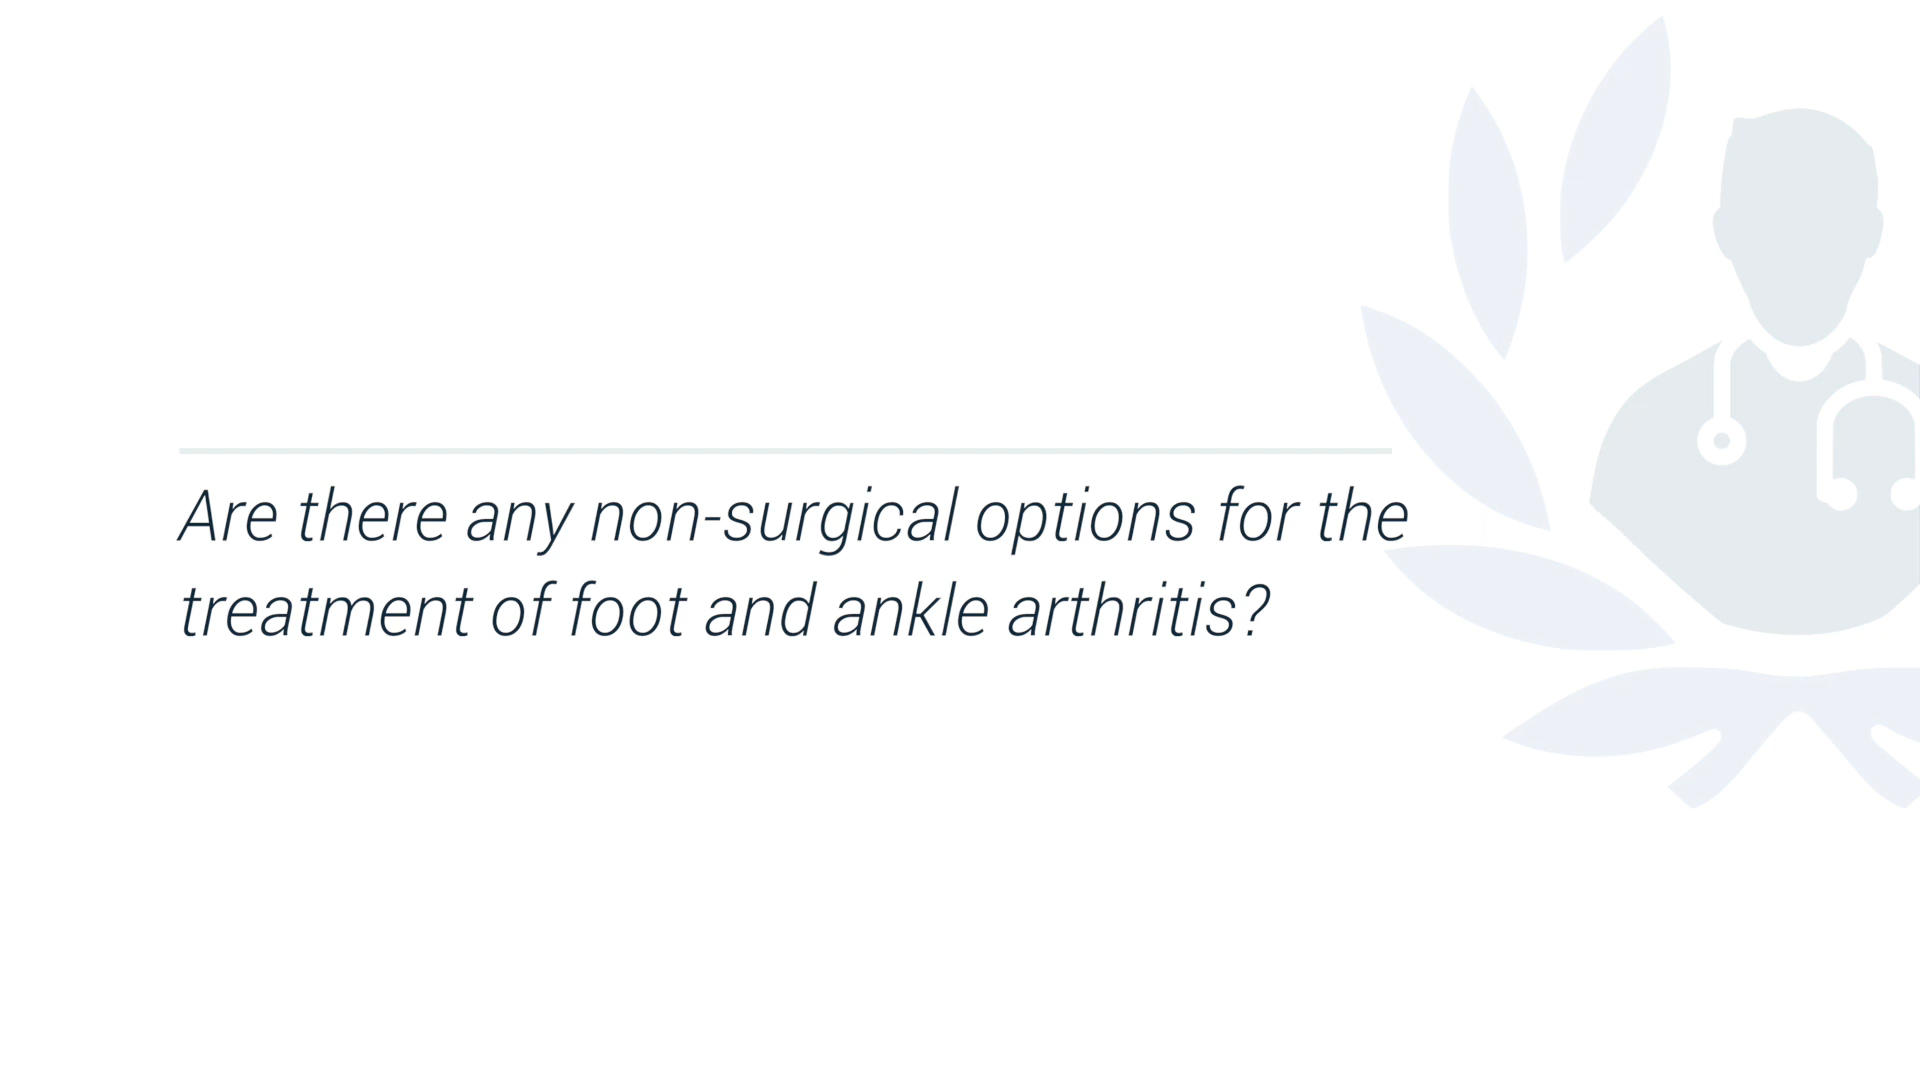 Are there any non-surgical options for the
treatment of foot and ankle arthritis?